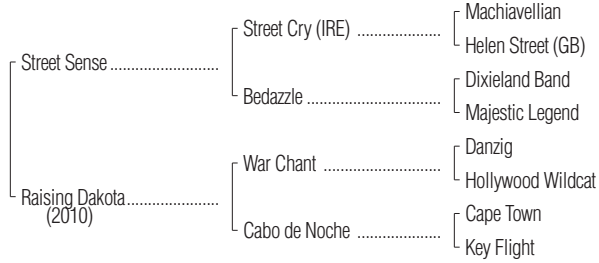 Machiavellian
Street Cry (IRE) ....................
Helen Street (GB)
Street Sense ..........................
Dixieland Band
Bedazzle ................................
Majestic Legend
Danzig
War Chant ............................
Hollywood Wildcat
Raising Dakota......................
(2010)
Cape Town
Cabo de Noche ....................
Key Flight